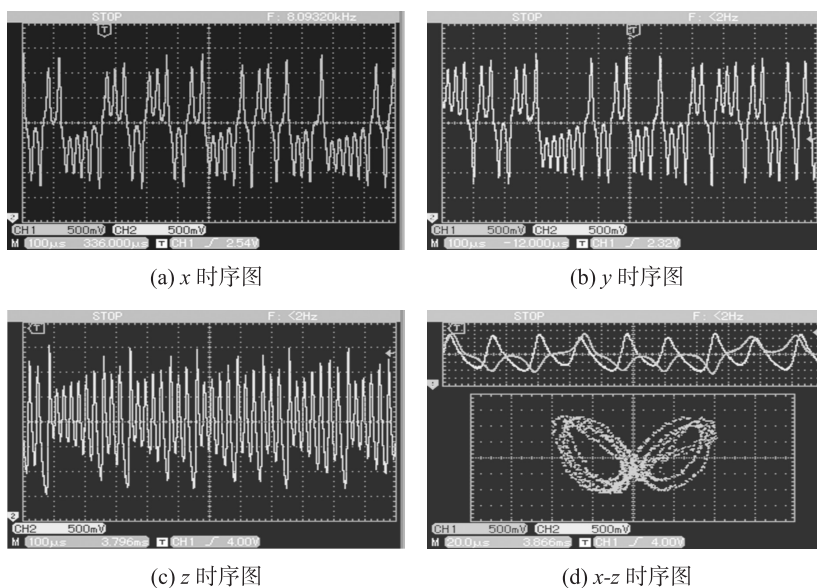 STOP F: 8.09320kHz
T
2
CH1 500mV CH2 500mV
M 100µs 336.000µs T CH1 2.54V
(a) x 时序图
STOP F: <2Hz
T
2
CH1 500mV CH2 500mV
M 100µs -12.000µs T CH1 2.32V
(b) y 时序图
STOP F: <2Hz
T
2
CH2 500mV
M 100µs 3.796ms T CH1 4.00V
(c) z 时序图
STOP F: <2Hz
T
CH1 500mV CH2 500mV
M 20.0µs 3.866ms T CH1 4.00V
(d) x-z 时序图